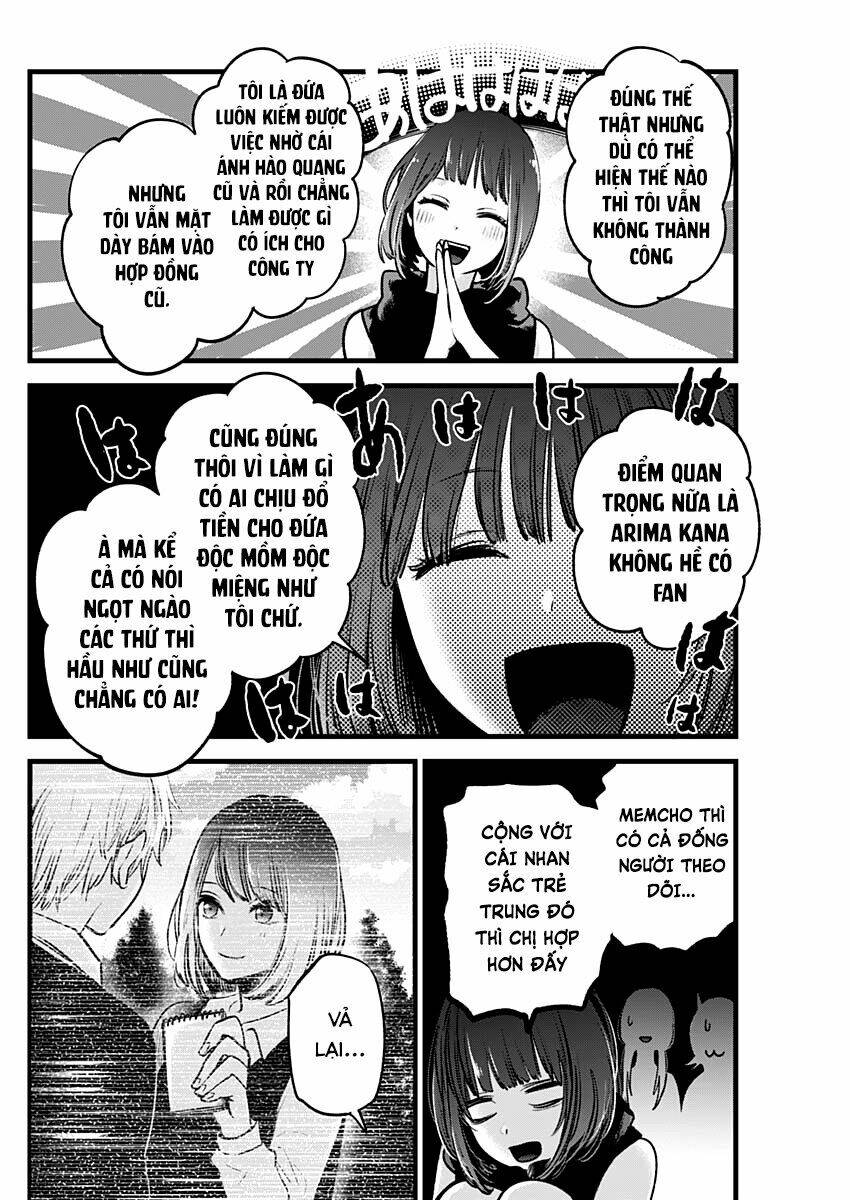 あはははは
ĐÚNG THẾ
THẬT NHƯNG
DÙ CÓ THỂ
HIỆN THẾ NÀO
THÌ TÔI VẪN
KHÔNG THÀNH
CÔNG
TÔI LÀ ĐỨA
LUÔN KIẾM ĐƯỢC
VIỆC NHỜ CÁI
ÁNH HÀO QUANG
CŨ VÀ RỒI CHẲNG
LÀM ĐƯỢC GÌ
CÓ ÍCH CHO
CÔNG TY
NHƯNG
TÔI VẪN MẶT
DÀY BÁM VÀO
HỢP ĐỒNG
CŨ.
あ
は
は
は
は
は
は
は
は
は
ĐIỂM QUAN
TRỌNG NỮA LÀ
ARIMA KANA
KHÔNG HỀ CÓ
FAN
CŨNG ĐÚNG
THÔI VÌ LÀM GÌ
CÓ AI CHỊU ĐỔ
TIỀN CHO ĐỨA
ĐỘC MỒM ĐỘC
MIỆNG NHƯ
TÔI CHỨ.
À MÀ KỂ
CẢ CÓ NÓI
NGỌT NGÀO
CÁC THỨ THÌ
HẦU NHƯ CŨNG
CHẲNG CÓ AI!
MEMCHO THÌ
CÓ CẢ ĐỐNG
NGƯỜI THEO
DÕI...
CỘNG VỚI
CÁI NHAN
SẮC TRẺ
TRUNG ĐÓ
THÌ CHỊ HỢP
HƠN ĐẤY
VẢ
LẠI...